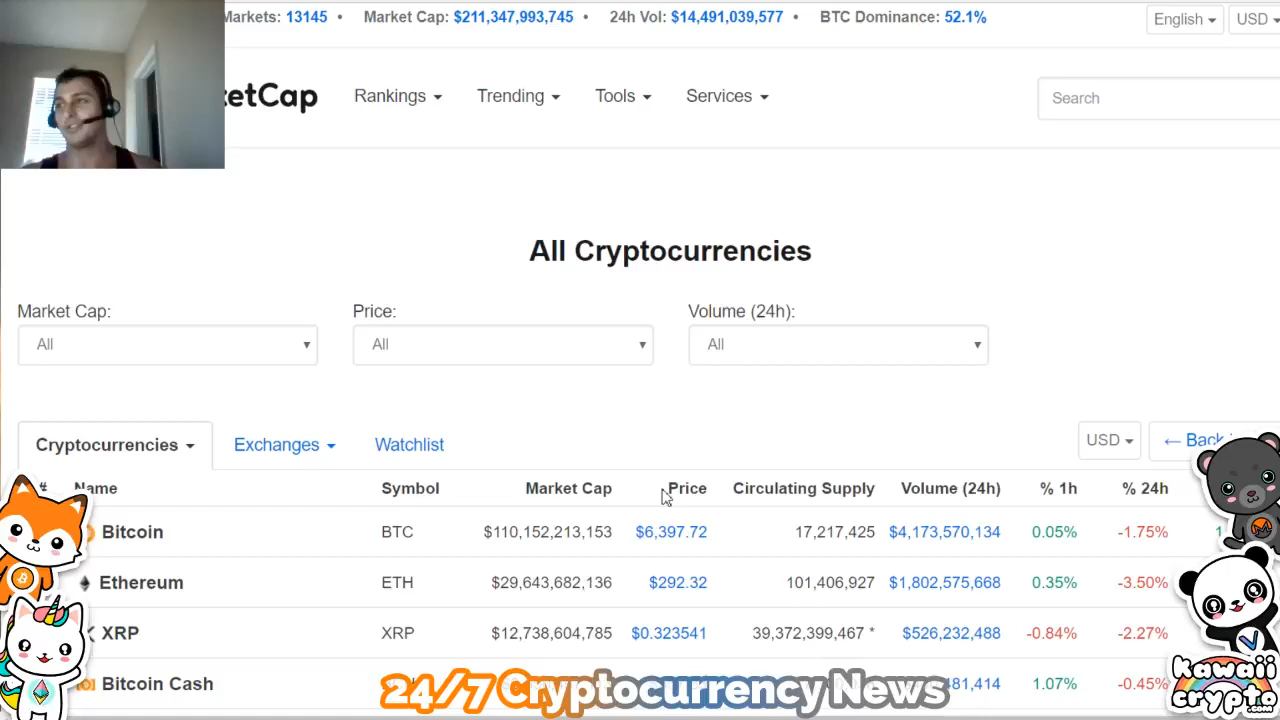 Markets: 13145 • Market Cap: $211,347,993,745 • 24h Vol: $14,491,039,577 • BTC Dominance: 52.1%
English USD
etCap Rankings Trending Tools Services
Search
All Cryptocurrencies
Market Cap: Price: Volume (24h):
All All All
Cryptocurrencies Exchanges Watchlist USD ← Back
# Name Symbol Market Cap Price Circulating Supply Volume (24h) % 1h % 24h
Bitcoin BTC $110,152,213,153 $6,397.72 17,217,425 $4,173,570,134 0.05% -1.75%
Ethereum ETH $29,643,682,136 $292.32 101,406,927 $1,802,575,668 0.35% -3.50%
XRP XRP $12,738,604,785 $0.323541 39,372,399,467 * $526,232,488 -0.84% -2.27%
Bitcoin Cash 481,414 1.07% -0.45%
24/7 Cryptocurrency News
kawaii
crypto
.com